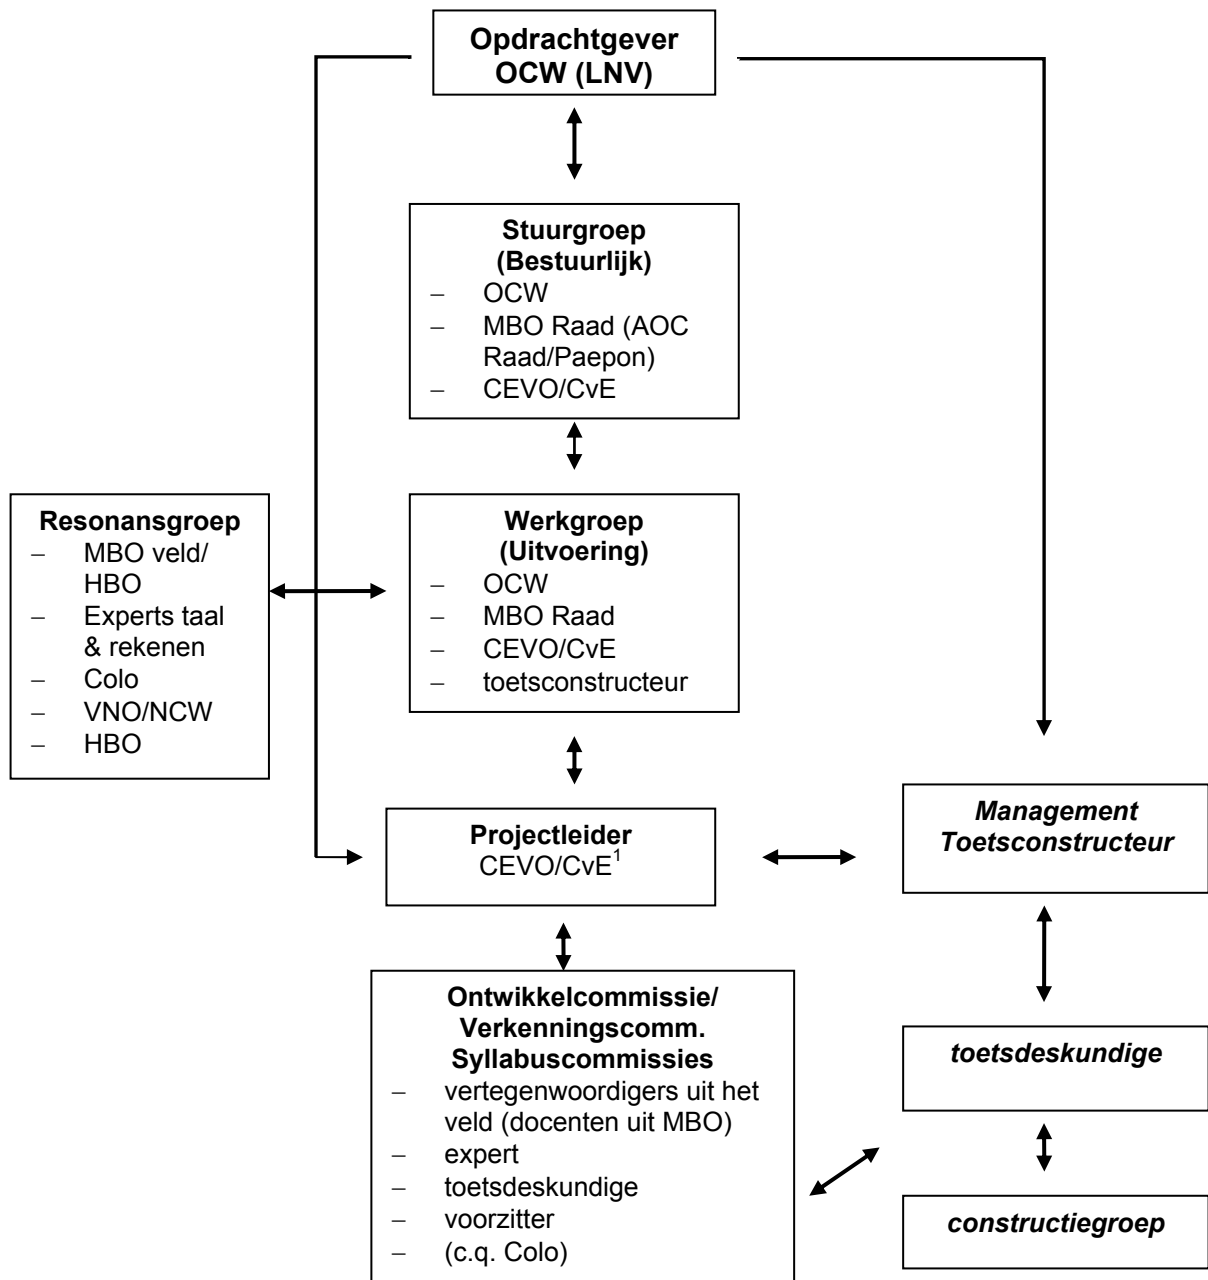 Opdrachtgever
OCW (LNV)
Stuurgroep
(Bestuurlijk)
– OCW
– MBO Raad (AOC
Raad/Paepon)
– CEVO/CvE
Resonansgroep
– MBO veld/
HBO
– Experts taal
& rekenen
– Colo
– VNO/NCW
– HBO
Werkgroep
(Uitvoering)
– OCW
– MBO Raad
– CEVO/CvE
– toetsconstructeur
Projectleider
CEVO/CvE¹
Management
Toetsconstructeur
Ontwikkelcommissie/
Verkenningscomm.
Syllabuscommissies
– vertegenwoordigers uit het
veld (docenten uit MBO)
– expert
– toetsdeskundige
– voorzitter
– (c.q. Colo)
toetsdeskundige
constructiegroep